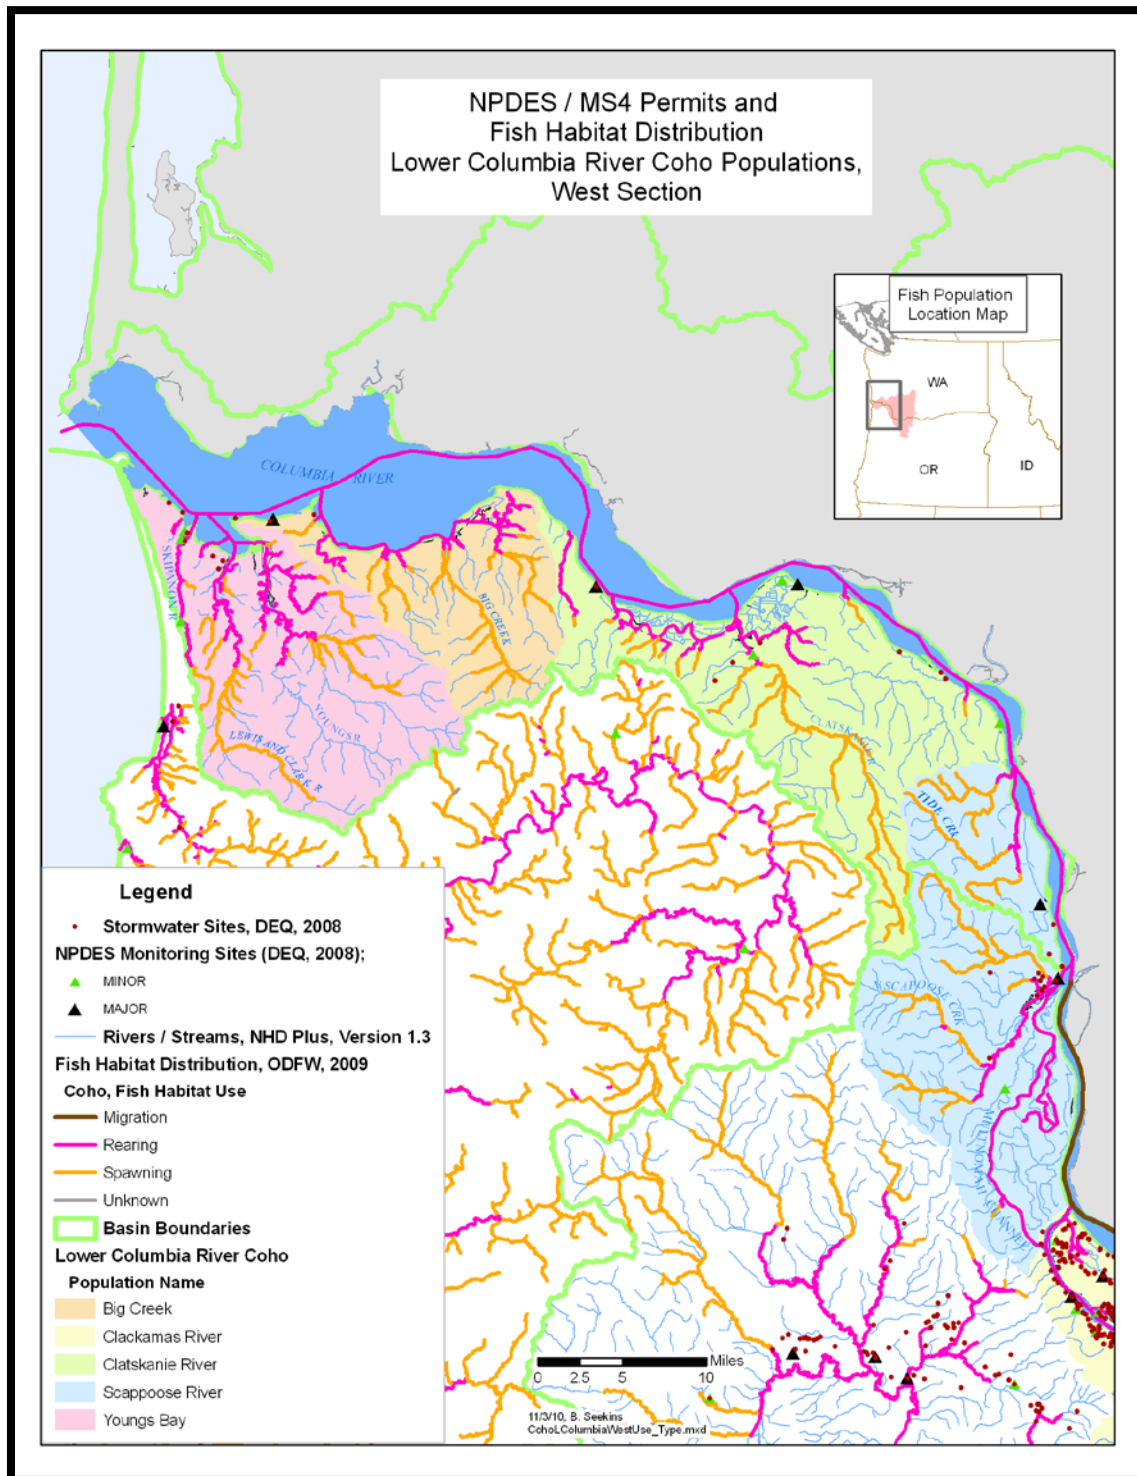 NPDES / MS4 Permits and
Fish Habitat Distribution
Lower Columbia River Coho Populations,
West Section
Fish Population
Location Map
WA
OR
ID
COLUMBIA RIVER
SKIPANON R
BIG CREEK
YOUNGS R
LEWIS AND CLARK R
CLATSKANIE R
TIDE CRK
SCAPOOSE CRK
MULTNOMAH CHANNEL
Legend
Stormwater Sites, DEQ, 2008
NPDES Monitoring Sites (DEQ, 2008);
MINOR
MAJOR
Rivers / Streams, NHD Plus, Version 1.3
Fish Habitat Distribution, ODFW, 2009
Coho, Fish Habitat Use
Migration
Rearing
Spawning
Unknown
Basin Boundaries
Lower Columbia River Coho
Population Name
Big Creek
Clackamas River
Clatskanie River
Scappoose River
Youngs Bay
Miles
0 2.5 5 10
11/3/10, B. Seekins
CohoLColumbiaWestUse_Type.mxd